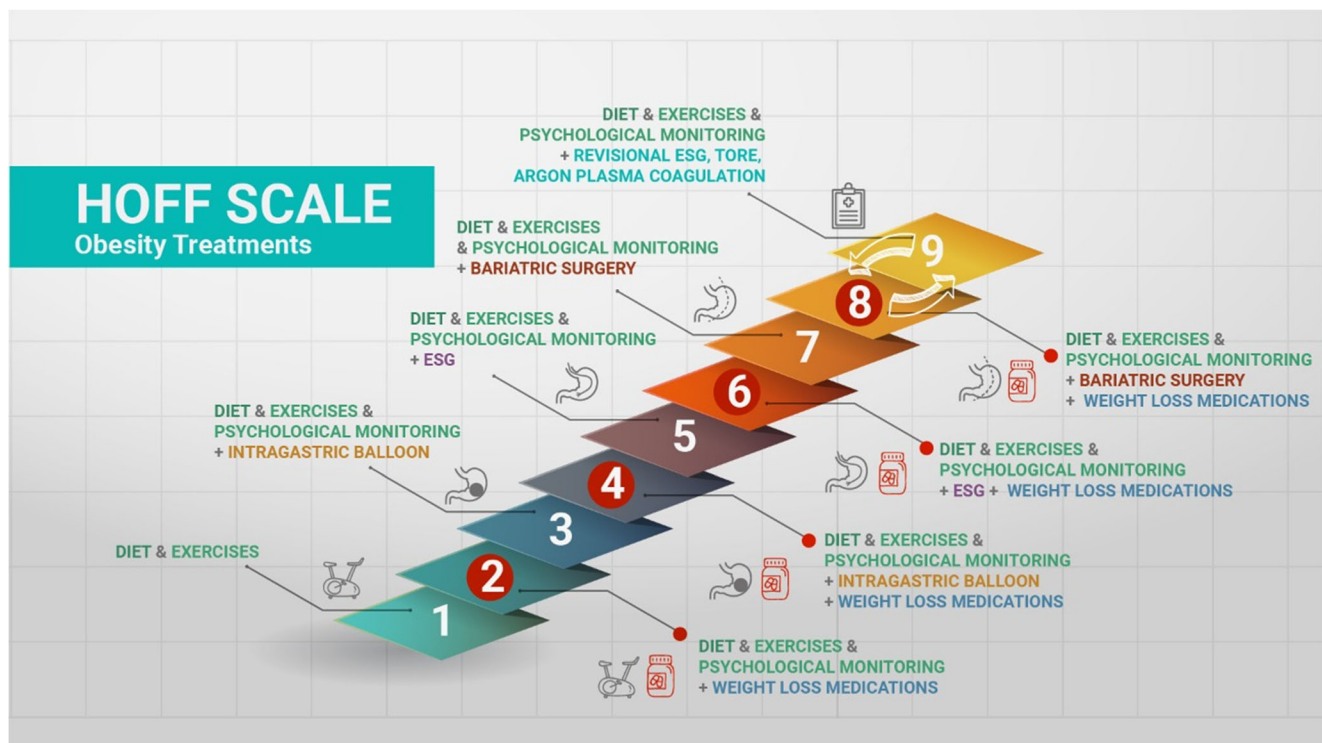 HOFF SCALE
Obesity Treatments
DIET & EXERCISES &
PSYCHOLOGICAL MONITORING
+ REVISIONAL ESG, TORE,
ARGON PLASMA COAGULATION
9
DIET & EXERCISES
& PSYCHOLOGICAL MONITORING
+ BARIATRIC SURGERY
8
DIET & EXERCISES &
PSYCHOLOGICAL MONITORING
+ BARIATRIC SURGERY
+ WEIGHT LOSS MEDICATIONS
7
DIET & EXERCISES &
PSYCHOLOGICAL MONITORING
+ ESG
6
DIET & EXERCISES &
PSYCHOLOGICAL MONITORING
+ ESG + WEIGHT LOSS MEDICATIONS
5
DIET & EXERCISES &
PSYCHOLOGICAL MONITORING
+ INTRAGASTRIC BALLOON
4
DIET & EXERCISES &
PSYCHOLOGICAL MONITORING
+ INTRAGASTRIC BALLOON
+ WEIGHT LOSS MEDICATIONS
3
DIET & EXERCISES
2
DIET & EXERCISES &
PSYCHOLOGICAL MONITORING
+ WEIGHT LOSS MEDICATIONS
1